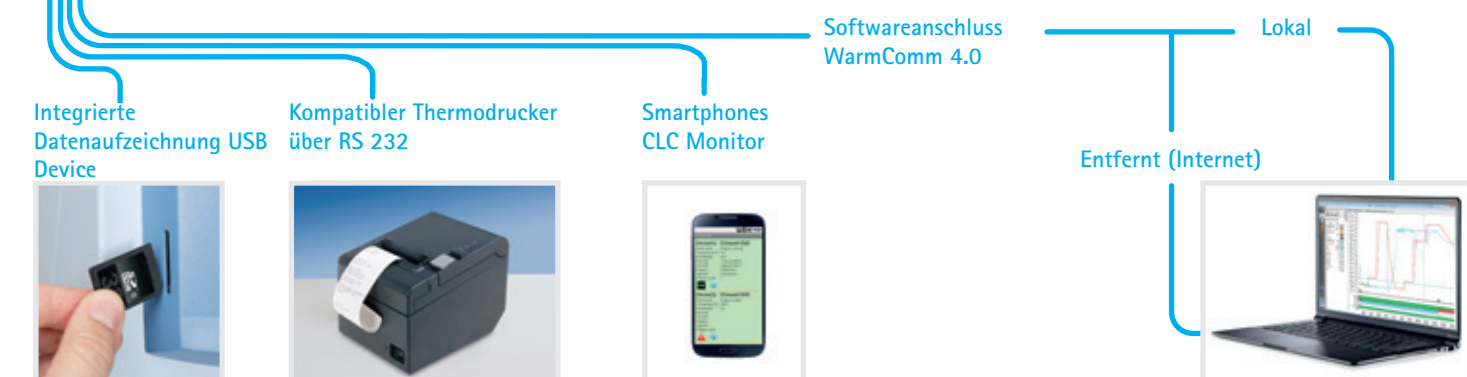 Softwareanschluss
WarmComm 4.0
Lokal
Integrierte
Datenaufzeichnung USB
Device
Kompatibler Thermodrucker
über RS 232
Smartphones
CLC Monitor
Entfernt (Internet)